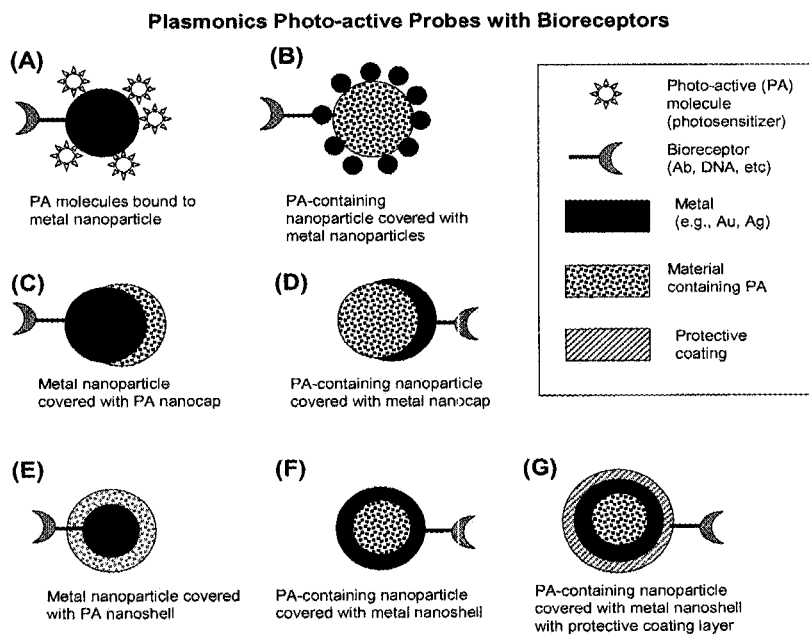 Plasmonics Photo-active Probes with Bioreceptors
(A)
PA molecules bound to
metal nanoparticle
(B)
PA-containing
nanoparticle covered with
metal nanoparticles
Photo-active (PA)
molecule
(photosensitizer)
Bioreceptor
(Ab, DNA, etc)
Metal
(e.g., Au, Ag)
Material
containing PA
Protective
coating
(C)
Metal nanoparticle
covered with PA nanocap
(D)
PA-containing nanoparticle
covered with metal nanocap
(E)
Metal nanoparticle covered
with PA nanoshell
(F)
PA-containing nanoparticle
covered with metal nanoshell
(G)
PA-containing nanoparticle
covered with metal nanoshell
with protective coating layer